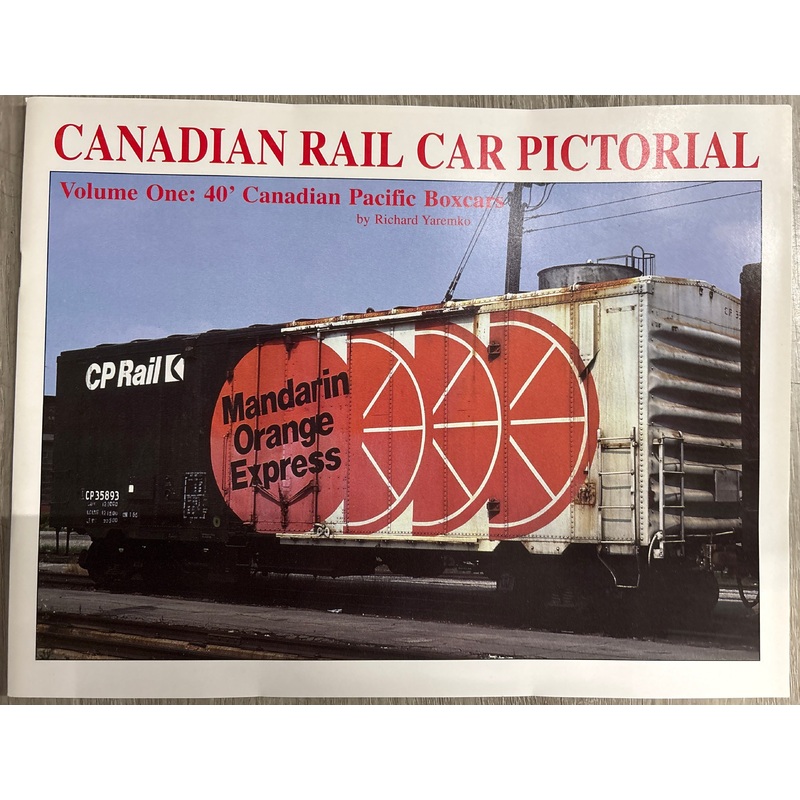 CANADIAN RAIL CAR PICTORIAL
Volume One: 40' Canadian Pacific Boxcars
by Richard Yaremko
CP Rail
Mandarin
Orange
Express
CP 35893
CP